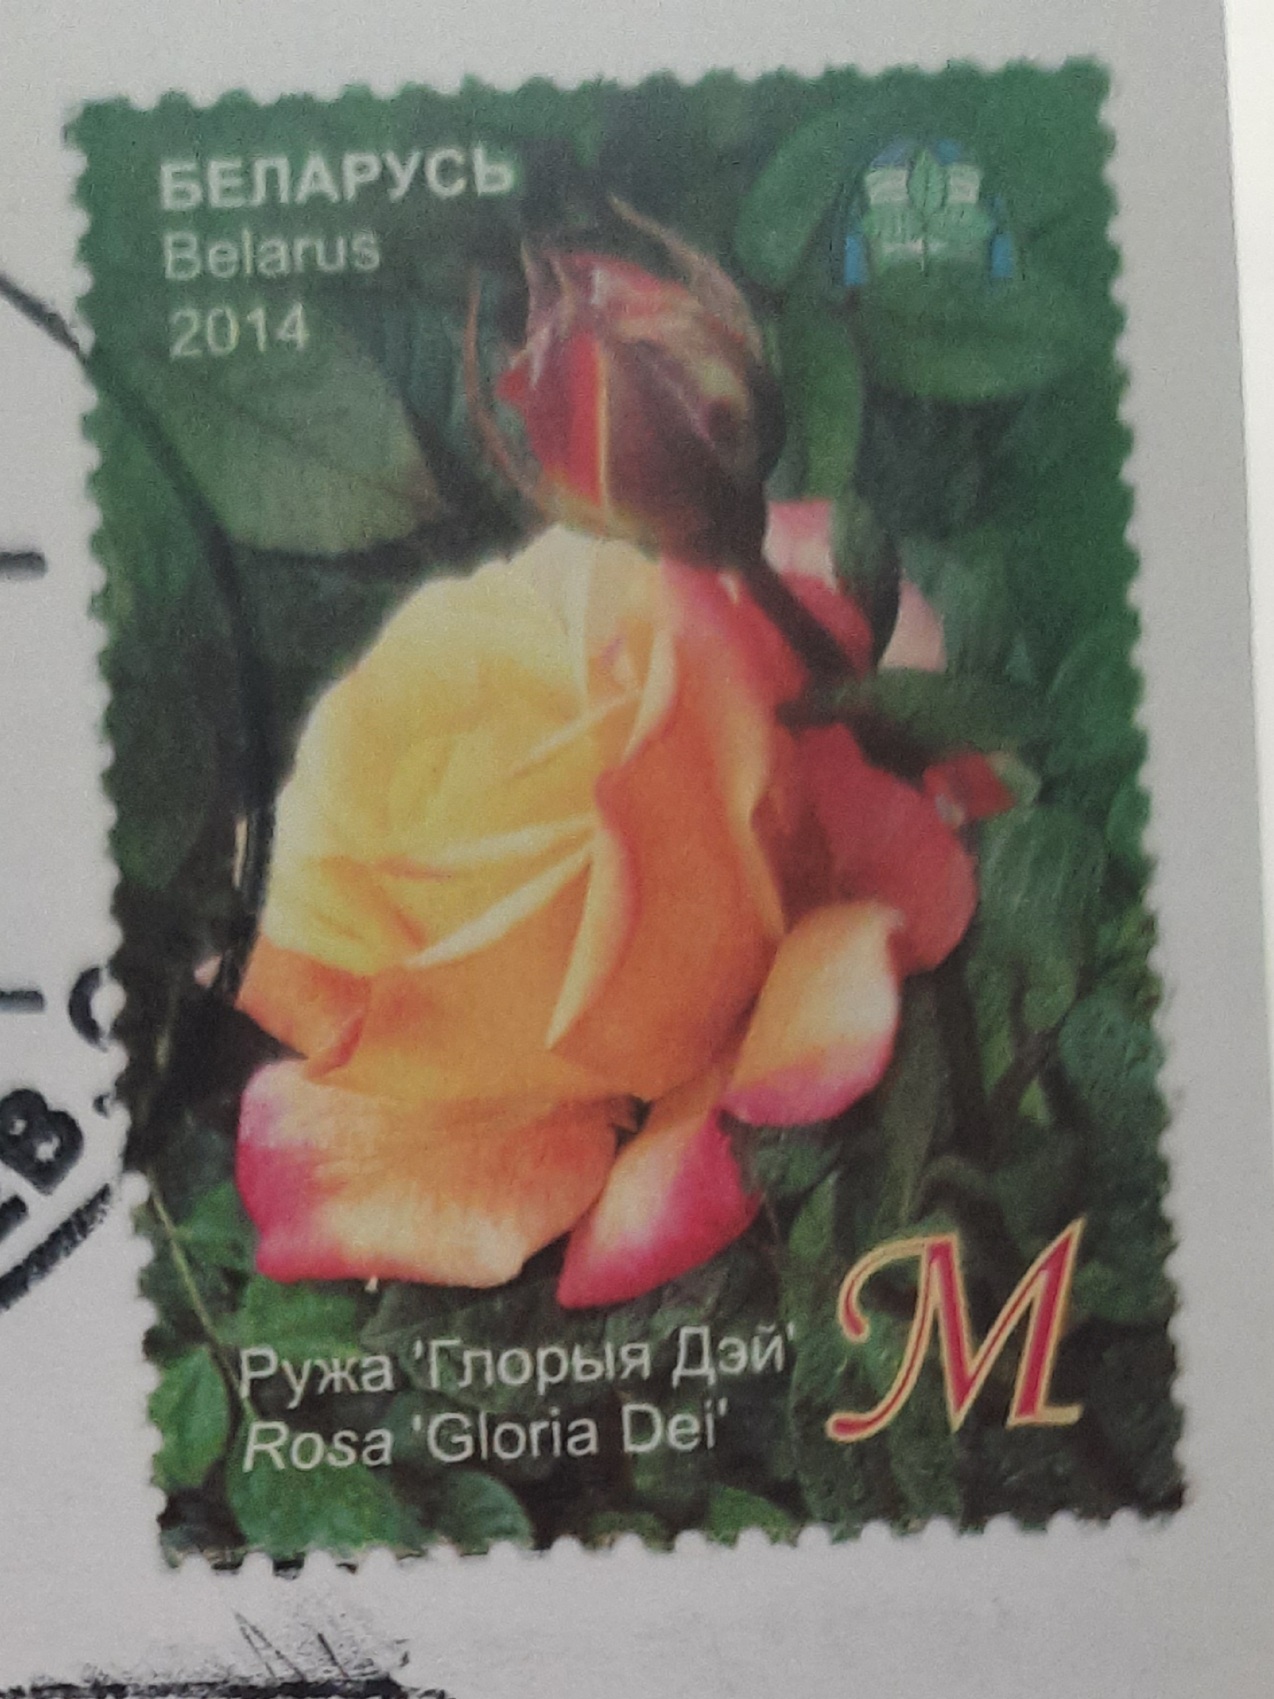 БЕЛАРУСЬ
Belarus
2014
Ружа 'Глорыя Дэй'
Rosa 'Gloria Dei'
М